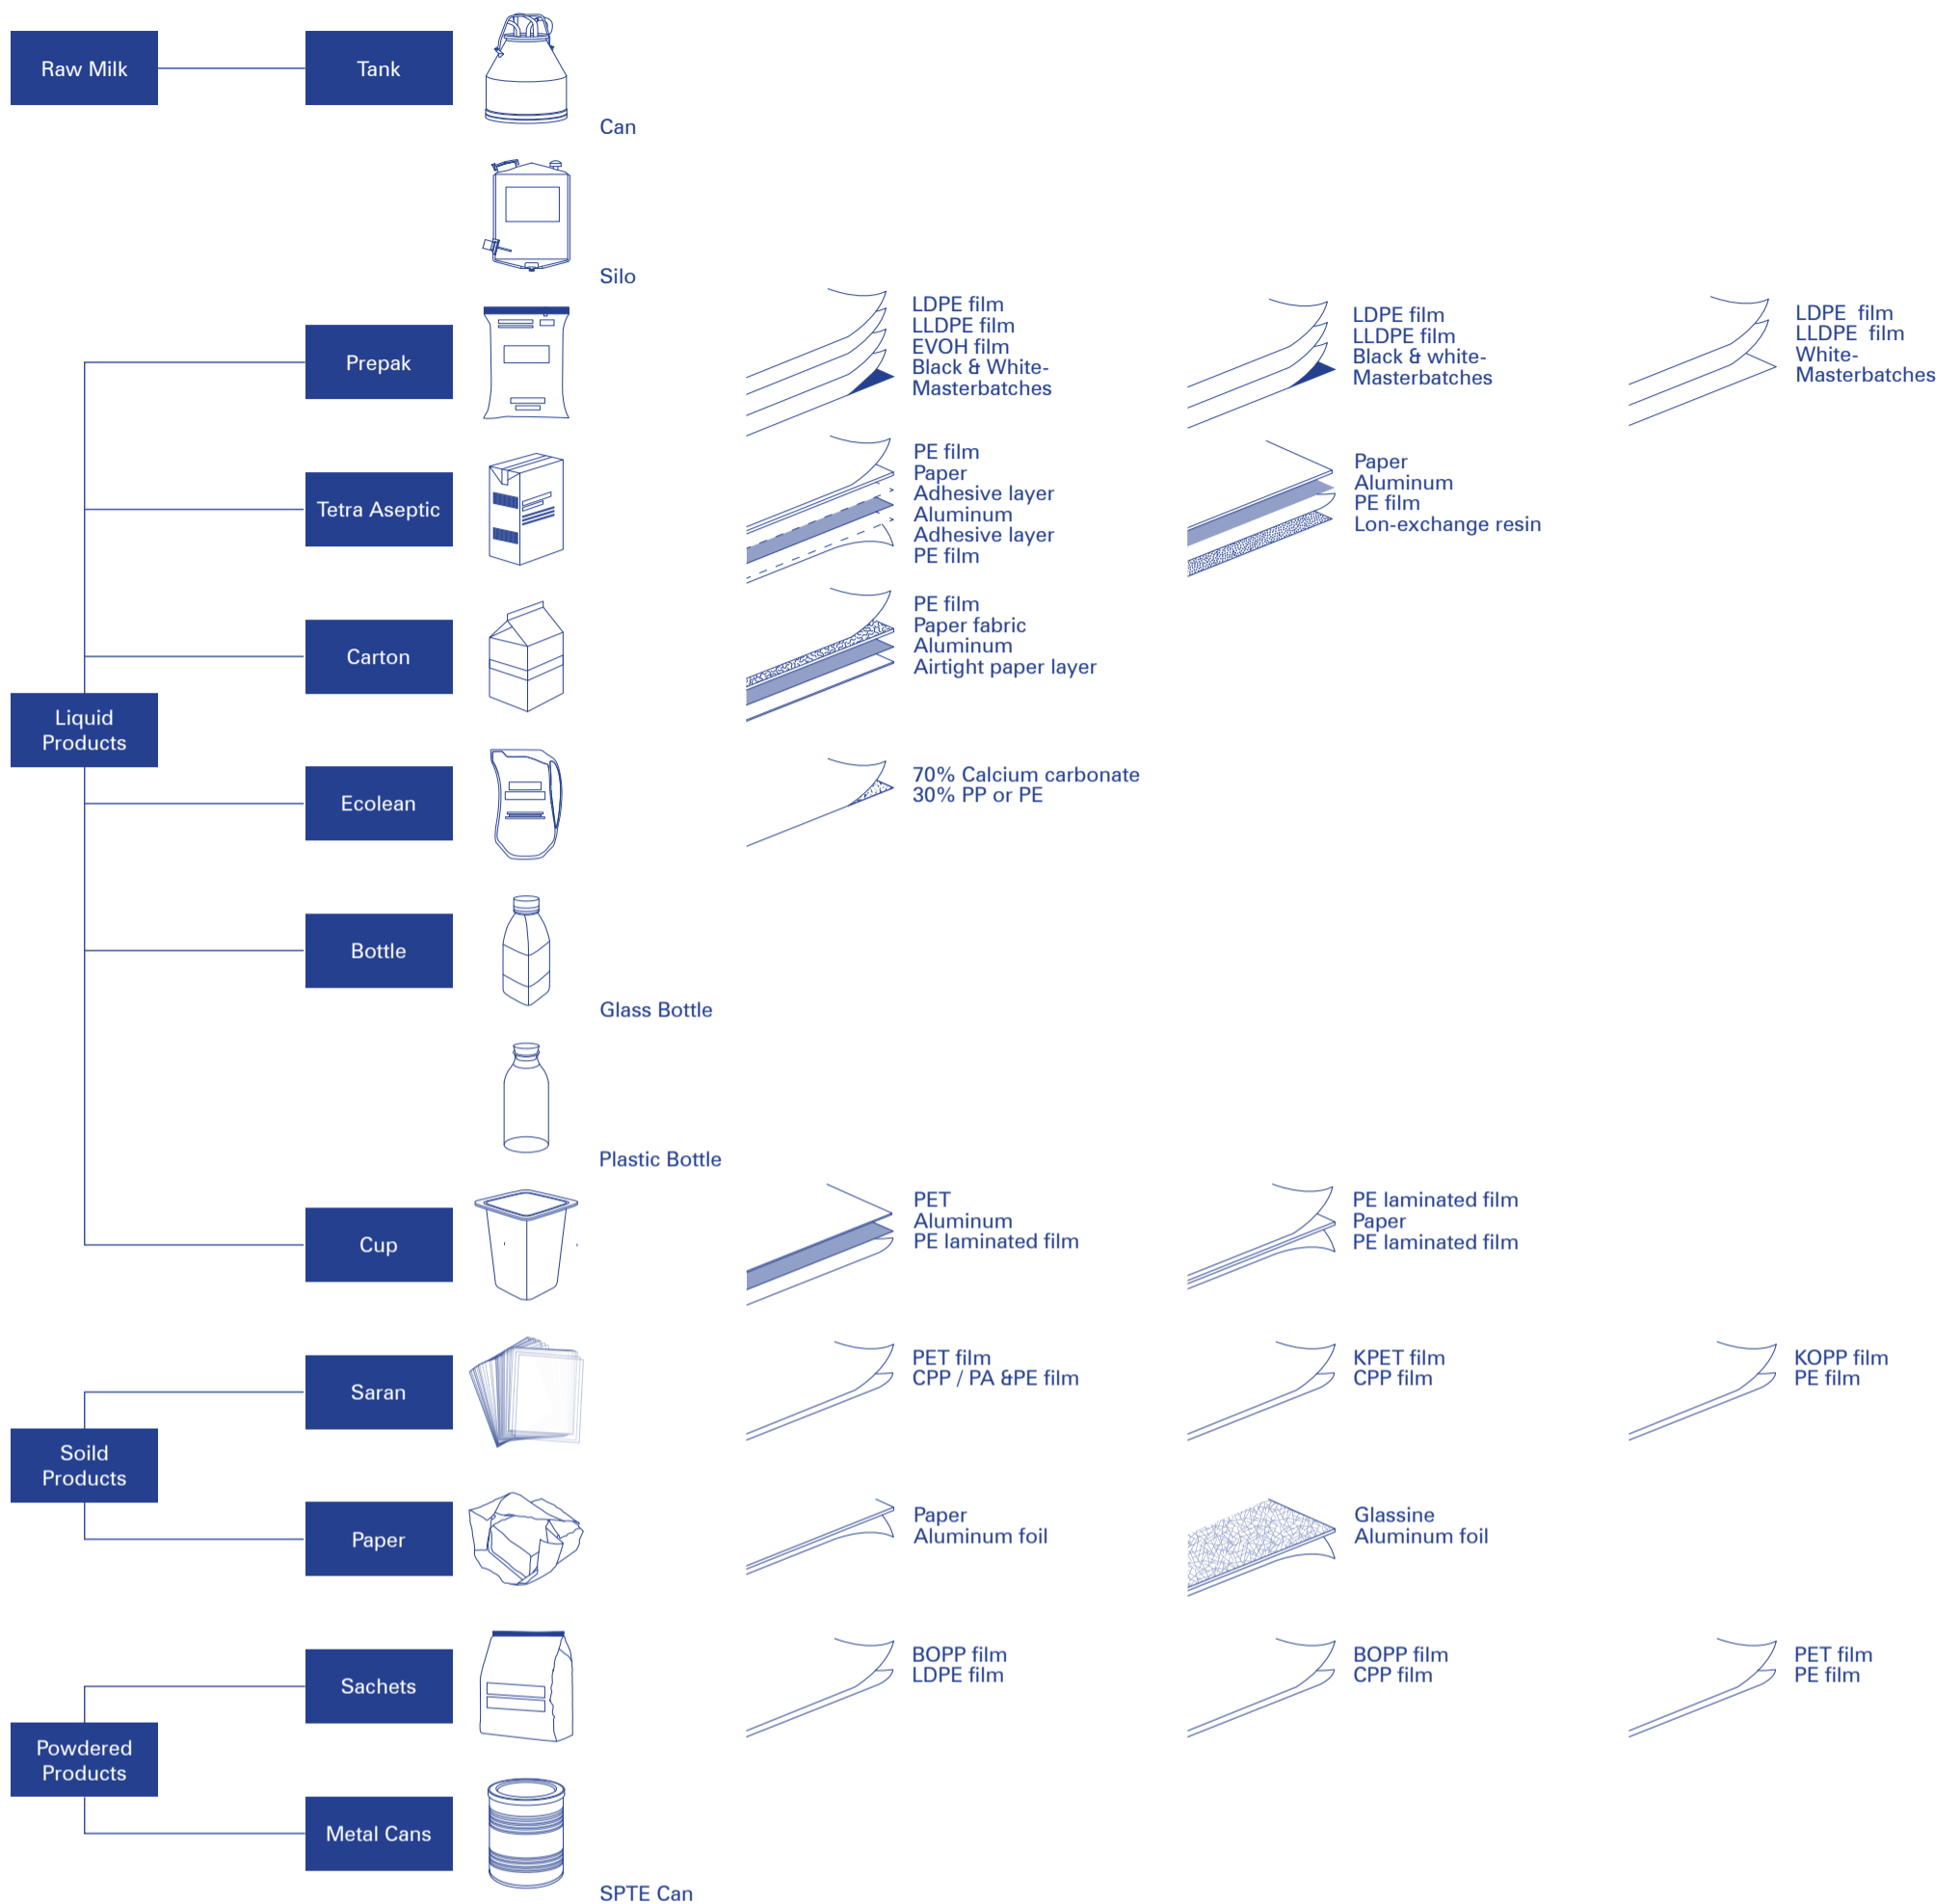 Raw Milk
Tank
Can
Silo
Prepak
LDPE film
LLDPE film
EVOH film
Black & White-
Masterbatches
LDPE film
LLDPE film
Black & white-
Masterbatches
LDPE film
LLDPE film
White-
Masterbatches
Tetra Aseptic
PE film
Paper
Adhesive layer
Aluminum
Adhesive layer
PE film
Paper
Aluminum
PE film
Lon-exchange resin
Carton
PE film
Paper fabric
Aluminum
Airtight paper layer
Liquid
Products
Ecolean
70% Calcium carbonate
30% PP or PE
Bottle
Glass Bottle
Plastic Bottle
Cup
PET
Aluminum
PE laminated film
PE laminated film
Paper
PE laminated film
Saran
PET film
CPP / PA &PE film
KPET film
CPP film
KOPP film
PE film
Soild
Products
Paper
Paper
Aluminum foil
Glassine
Aluminum foil
Sachets
BOPP film
LDPE film
BOPP film
CPP film
PET film
PE film
Powdered
Products
Metal Cans
SPTE Can